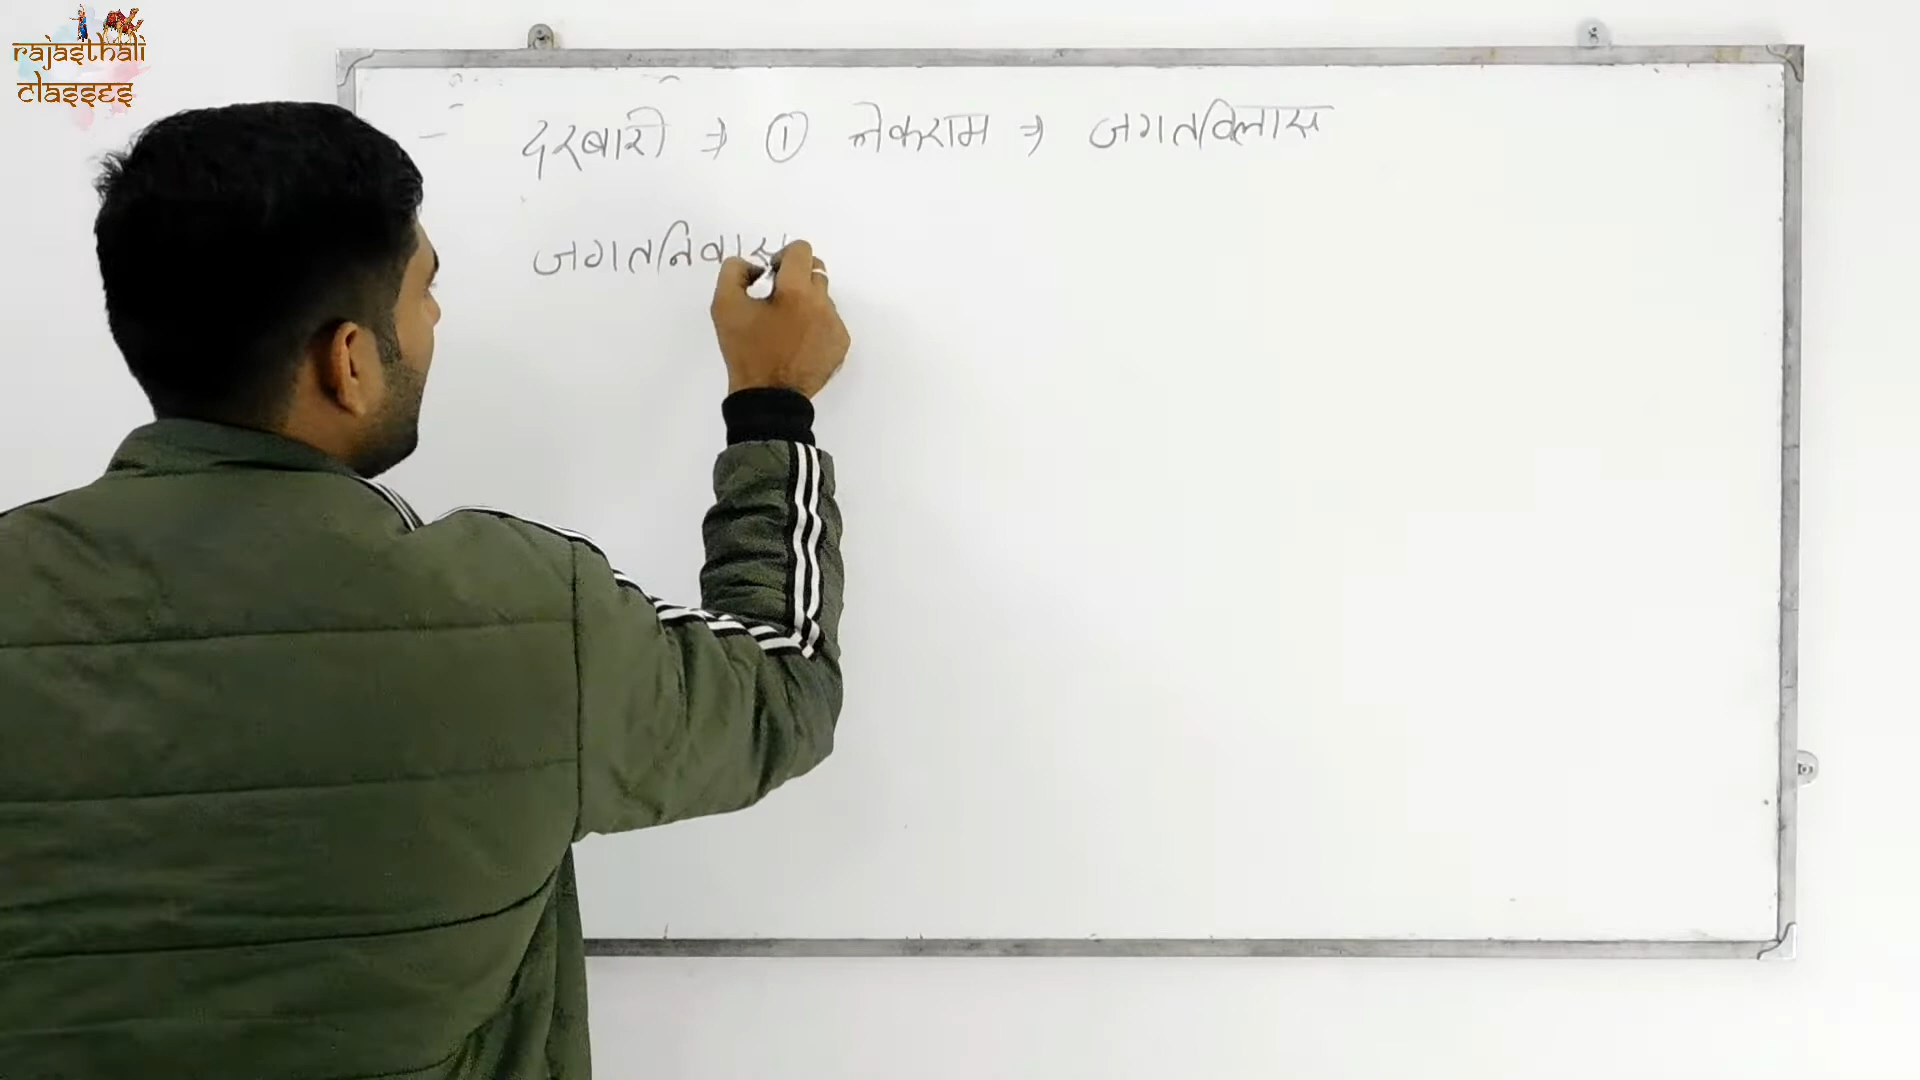 rajasthali
classes
दरबारी ⇒ ① नेकराम ⇒ जगतविलास
जगतनिवास